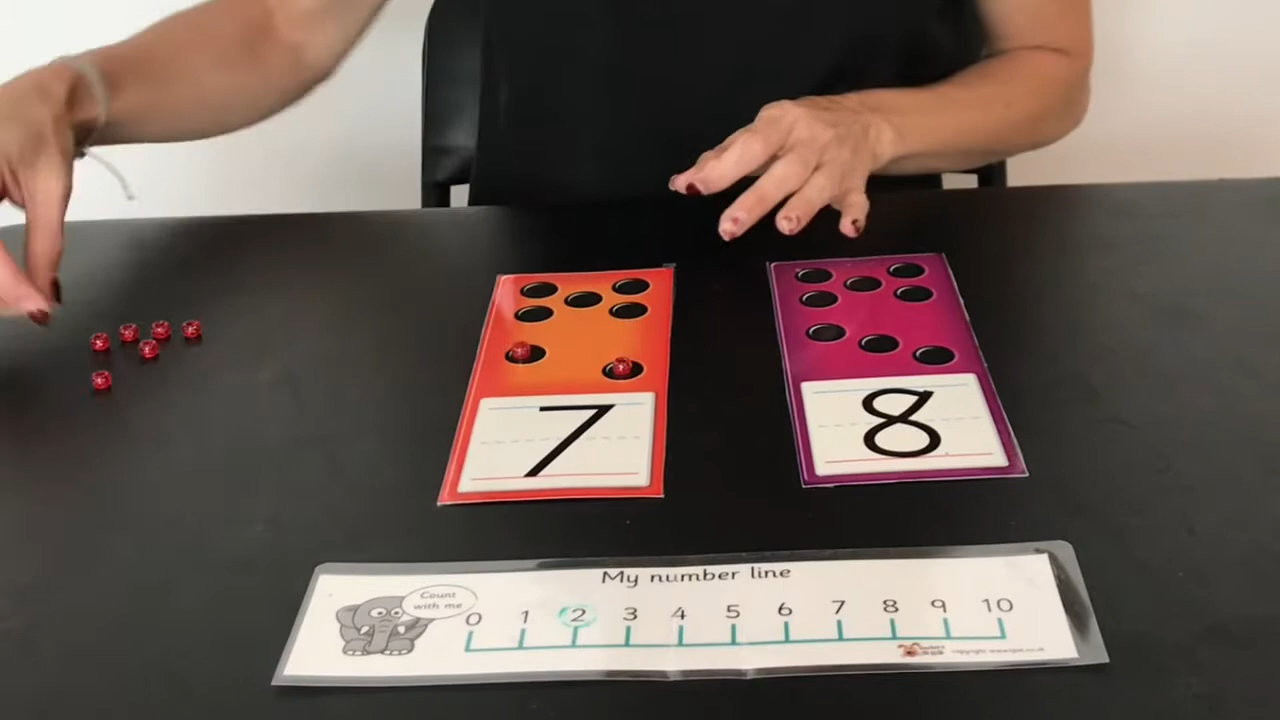 7
8
My number line
Count
with me
0 1 2 3 4 5 6 7 8 9 10